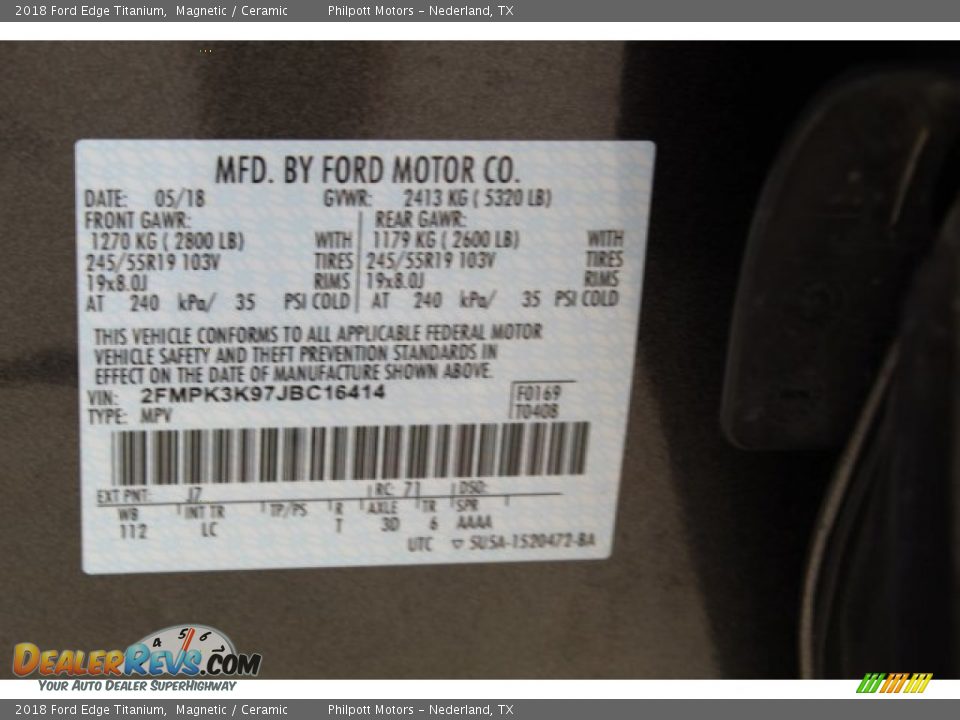 2018 Ford Edge Titanium, Magnetic / Ceramic Philpott Motors - Nederland, TX
MFD. BY FORD MOTOR CO.
DATE: 05/18 GVWR: 2413 KG ( 5320 LB)
FRONT GAWR: REAR GAWR:
1270 KG ( 2800 LB) WITH 1179 KG ( 2600 LB) WITH
245/55R19 103V TIRES 245/55R19 103V TIRES
19x8.0J RIMS 19x8.0J RIMS
AT 240 kPa/ 35 PSI COLD AT 240 kPa/ 35 PSI COLD
THIS VEHICLE CONFORMS TO ALL APPLICABLE FEDERAL MOTOR
VEHICLE SAFETY AND THEFT PREVENTION STANDARDS IN
EFFECT ON THE DATE OF MANUFACTURE SHOWN ABOVE.
VIN: 2FMPK3K97JBC16414 F0169
TYPE: MPV T0408
EXT PNT: J7 RC: 71 DSO:
WB INT TR TP/PS R AXLE TR SPR
112 LC T 3D 6 AAAA
UTC ▽ 5U5A-1520472-BA
4 5 6
DEALERREVS.COM
YOUR AUTO DEALER SUPERHIGHWAY
2018 Ford Edge Titanium, Magnetic / Ceramic Philpott Motors - Nederland, TX